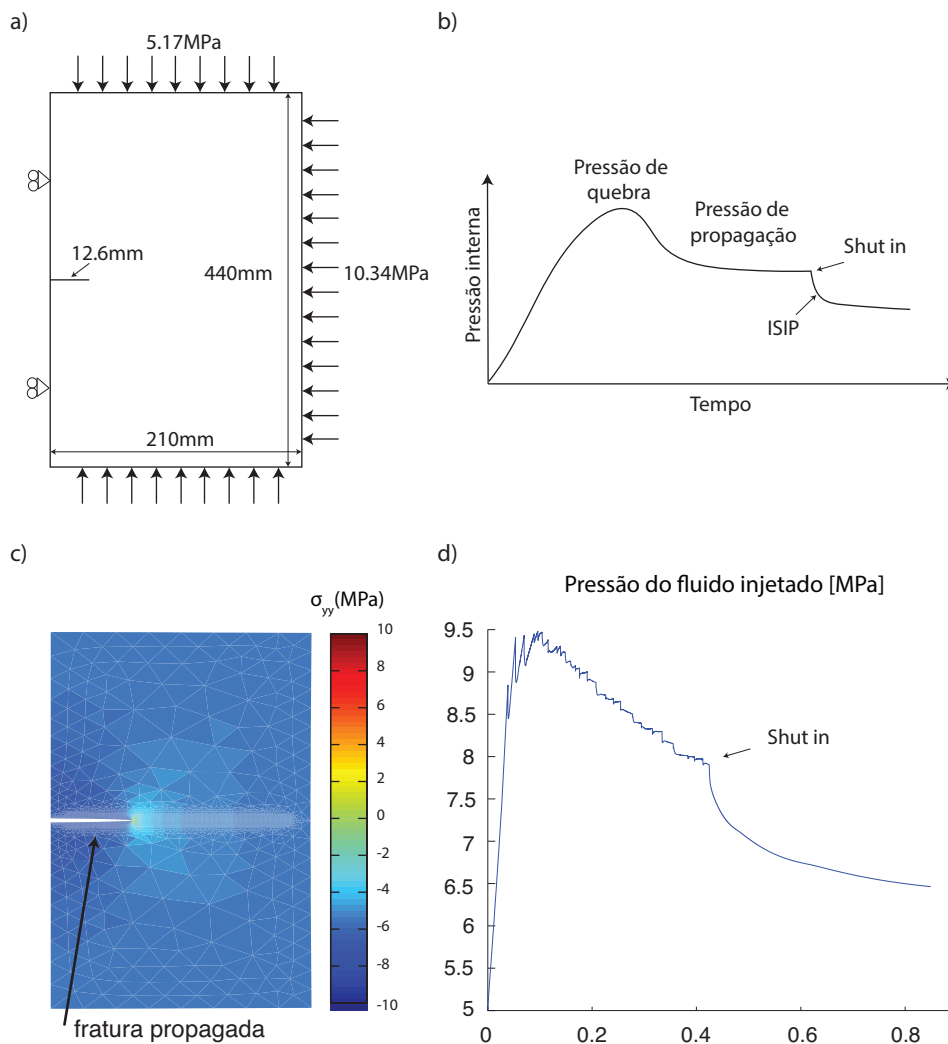 a)
5.17MPa
12.6mm
440mm
10.34MPa
210mm
b)
Pressão interna
Pressão de
quebra
Pressão de
propagação
Shut in
ISIP
Tempo
c)
σyy(MPa)
10
8
6
4
2
0
-2
-4
-6
-8
-10
fratura propagada
d)
Pressão do fluido injetado [MPa]
9.5
9
8.5
8
7.5
7
6.5
6
5.5
5
Shut in
0
0.2
0.4
0.6
0.8